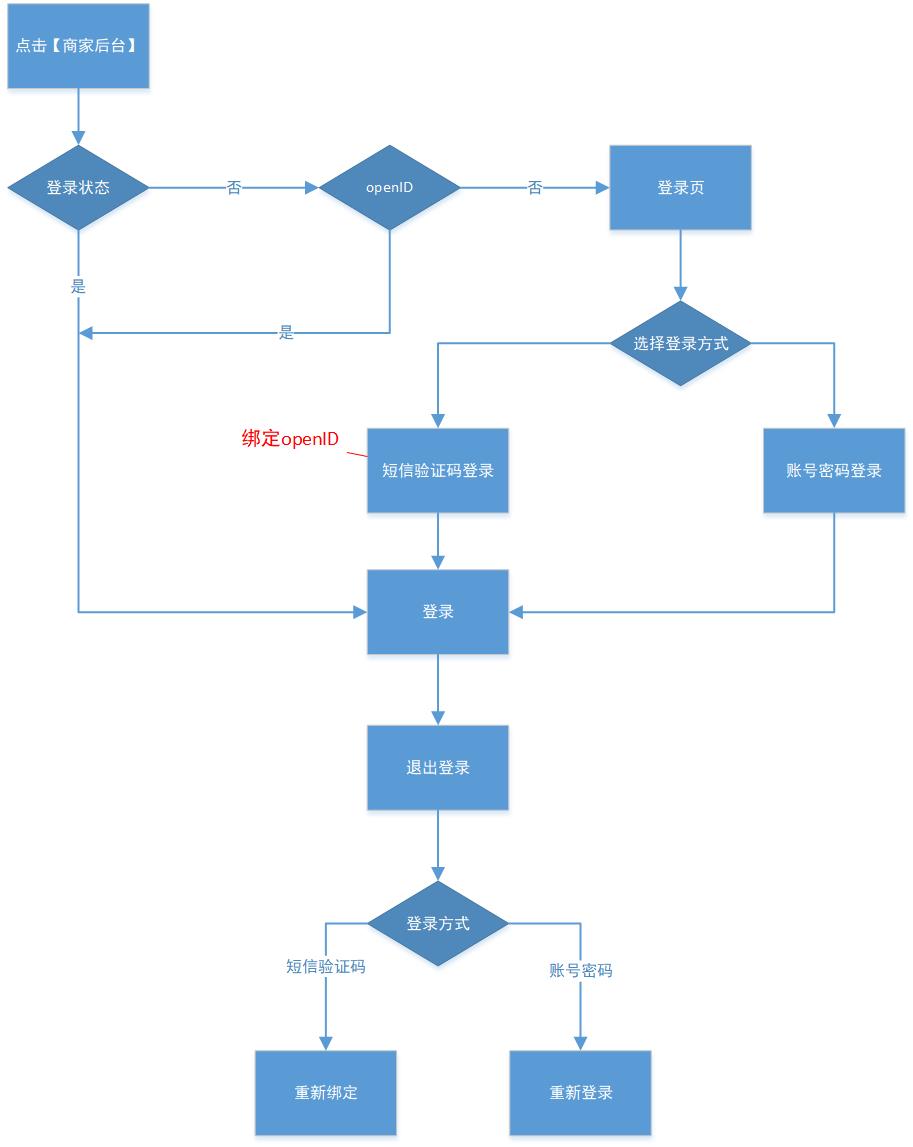 点击【商家后台】
登录状态
否
openID
否
登录页
是
是
选择登录方式
绑定openID
短信验证码登录
账号密码登录
登录
退出登录
登录方式
短信验证码
账号密码
重新绑定
重新登录